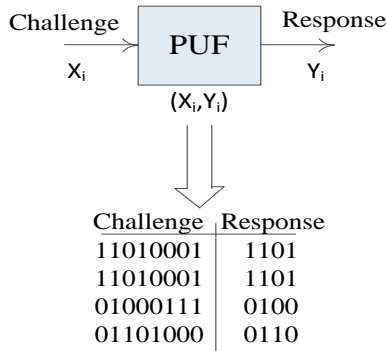 Challenge Response
PUF
Xi Yi
(Xi,Yi)
Challenge Response
11010001 1101
11010001 1101
01000111 0100
01101000 0110